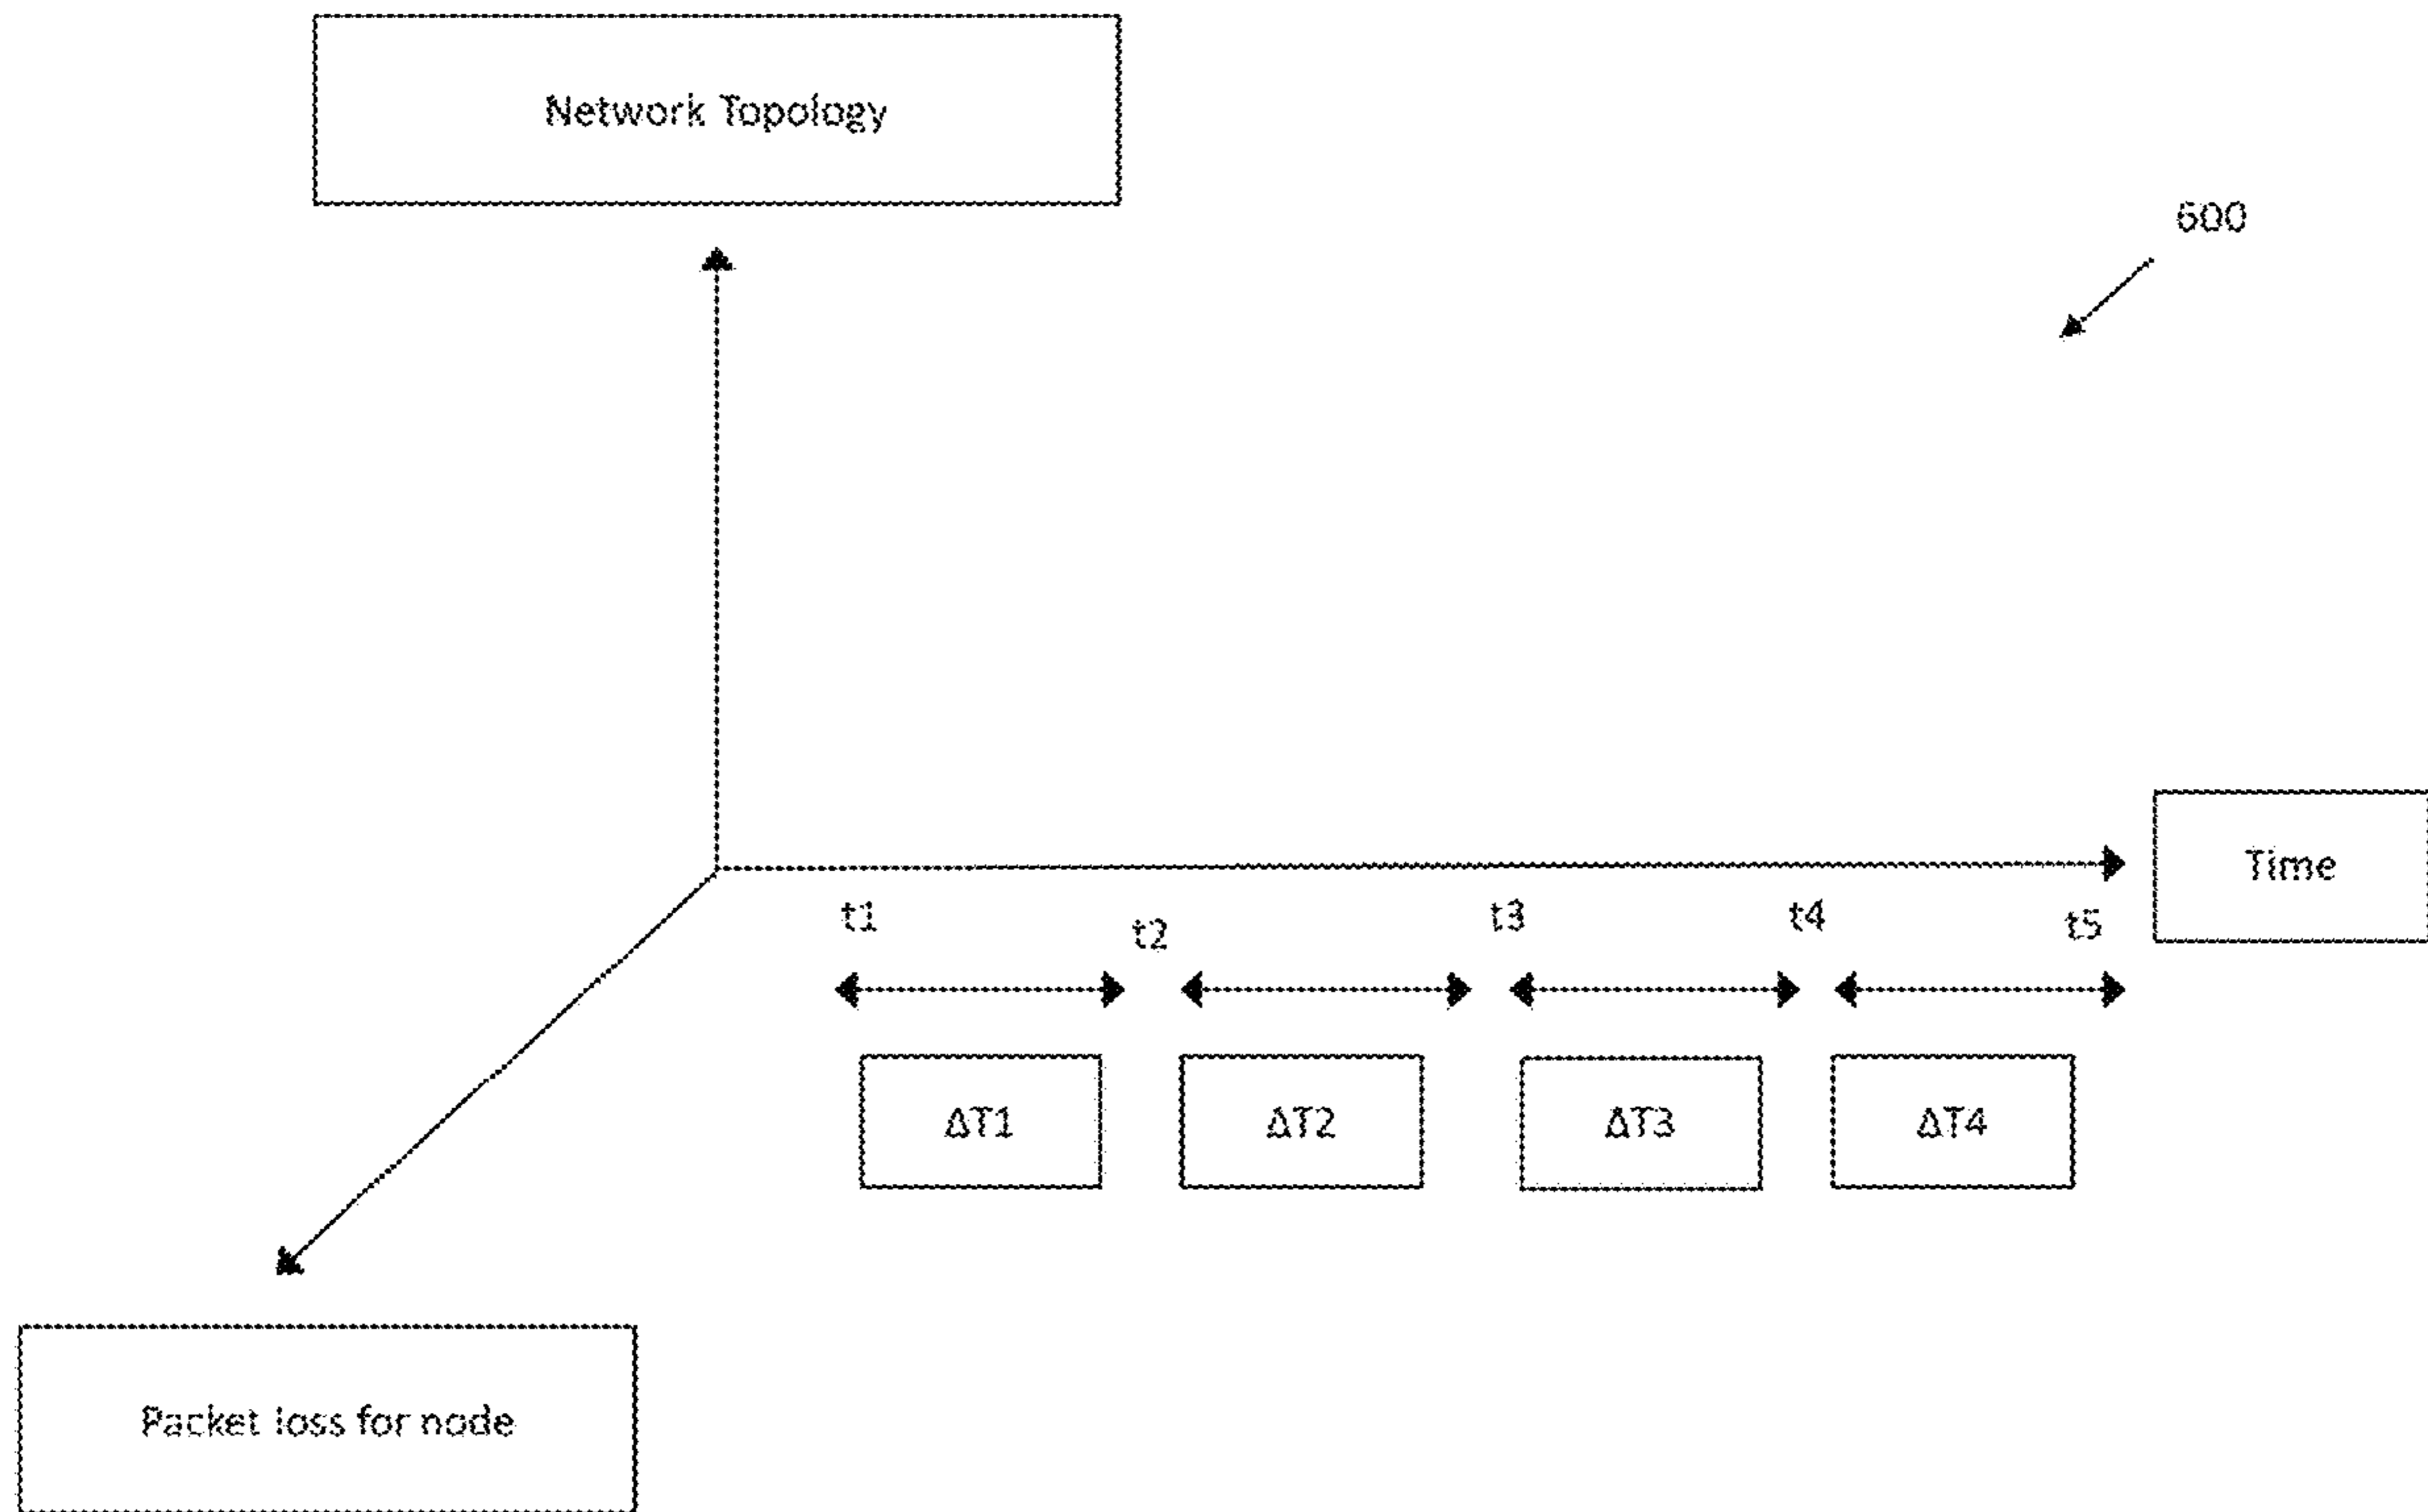 Network Topology
600
Time
t1
t2
t3
t4
t5
ΔT1
ΔT2
ΔT3
ΔT4
Packet loss for node